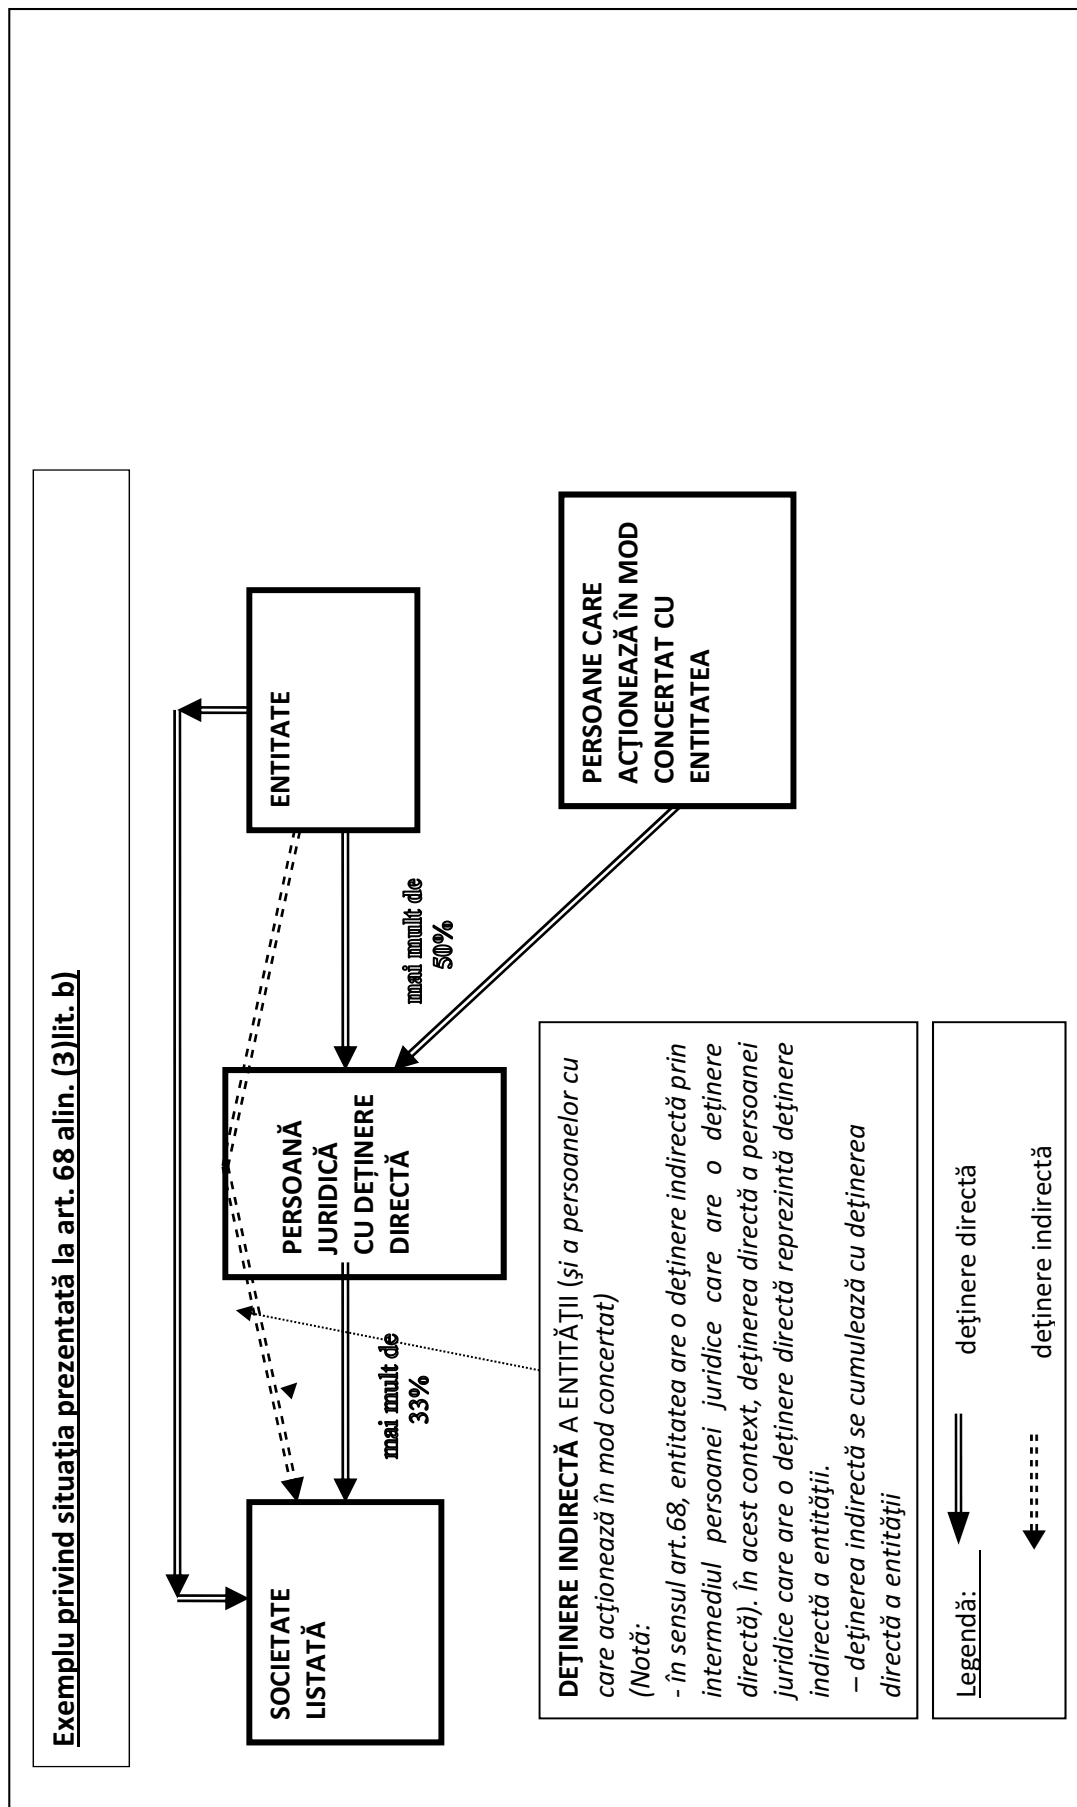 Exemplu privind situaţia prezentată la art. 68 alin. (3)lit. b)
SOCIETATE
LISTATĂ
mai mult de
33%
PERSOANĂ
JURIDICĂ
CU DEŢINERE
DIRECTĂ
mai mult de
50%
ENTITATE
PERSOANE CARE
ACŢIONEAZĂ ÎN MOD
CONCERTAT CU
ENTITATEA
DEŢINERE INDIRECTĂ A ENTITĂŢII (şi a persoanelor cu
care acţionează în mod concertat)
(Notă:
- în sensul art.68, entitatea are o deţinere indirectă prin
intermediul persoanei juridice care are o deținere
directă). În acest context, deţinerea directă a persoanei
juridice care are o deținere directă reprezintă deţinere
indirectă a entităţii.
– deţinerea indirectă se cumulează cu deţinerea
directă a entităţii
Legendă:
deţinere directă
deţinere indirectă